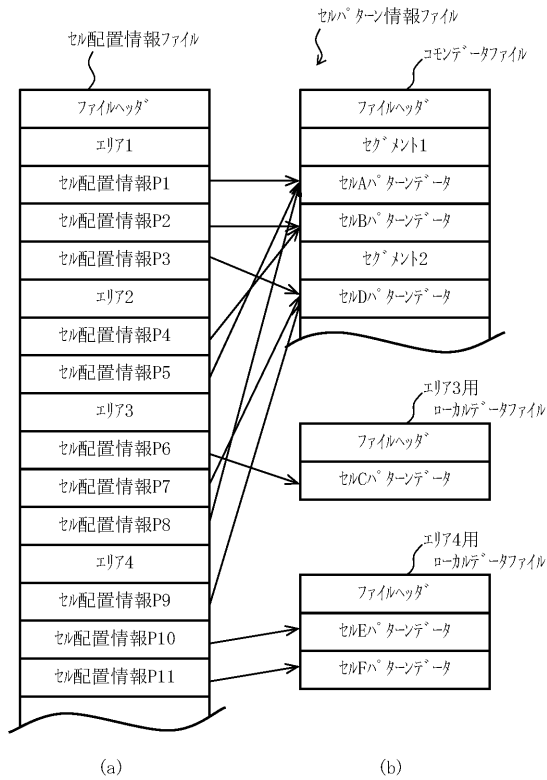 セル配置情報ファイル
ファイルヘッダ
エリア1
セル配置情報P1
セル配置情報P2
セル配置情報P3
エリア2
セル配置情報P4
セル配置情報P5
エリア3
セル配置情報P6
セル配置情報P7
セル配置情報P8
エリア4
セル配置情報P9
セル配置情報P10
セル配置情報P11
(a)
セルパターン情報ファイル
コモンデータファイル
ファイルヘッダ
セグメント1
セルAパターンデータ
セルBパターンデータ
セグメント2
セルDパターンデータ
エリア3用
ローカルデータファイル
ファイルヘッダ
セルCパターンデータ
エリア4用
ローカルデータファイル
ファイルヘッダ
セルEパターンデータ
セルFパターンデータ
(b)